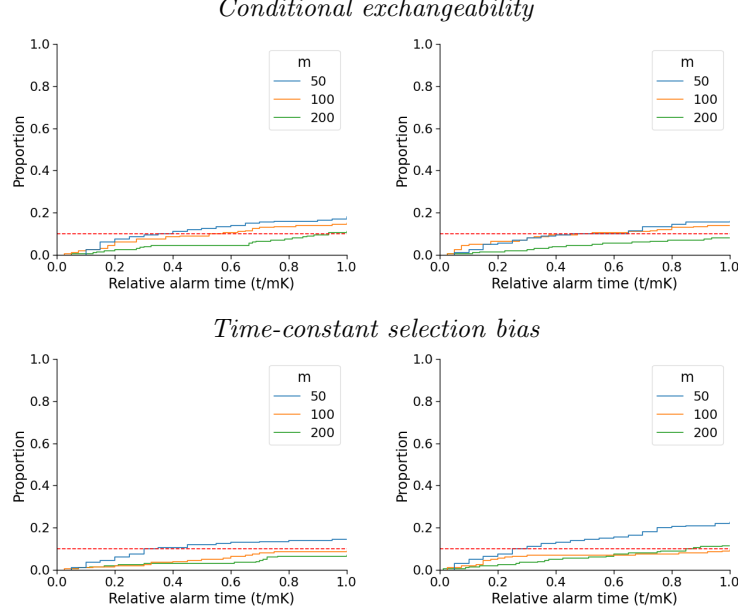 Conditional exchangeability
1.0
0.8
0.6
0.4
0.2
0.0
Proportion
m
50
100
200
0.0 0.2 0.4 0.6 0.8 1.0
Relative alarm time (t/mK)
1.0
0.8
0.6
0.4
0.2
0.0
Proportion
m
50
100
200
0.0 0.2 0.4 0.6 0.8 1.0
Relative alarm time (t/mK)
Time-constant selection bias
1.0
0.8
0.6
0.4
0.2
0.0
Proportion
m
50
100
200
0.0 0.2 0.4 0.6 0.8 1.0
Relative alarm time (t/mK)
1.0
0.8
0.6
0.4
0.2
0.0
Proportion
m
50
100
200
0.0 0.2 0.4 0.6 0.8 1.0
Relative alarm time (t/mK)